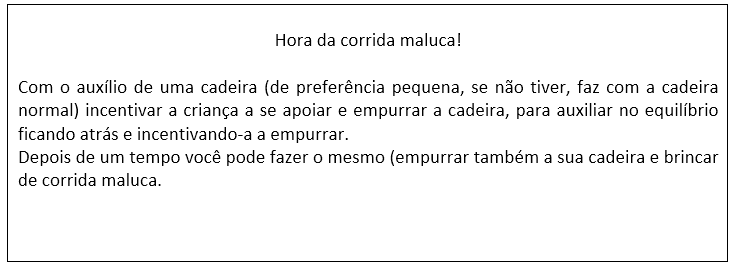 Hora da corrida maluca!
Com o auxílio de uma cadeira (de preferência pequena, se não tiver, faz com a cadeira
normal) incentivar a criança a se apoiar e empurrar a cadeira, para auxiliar no equilíbrio
ficando atrás e incentivando-a a empurrar.
Depois de um tempo você pode fazer o mesmo (empurrar também a sua cadeira e brincar
de corrida maluca.